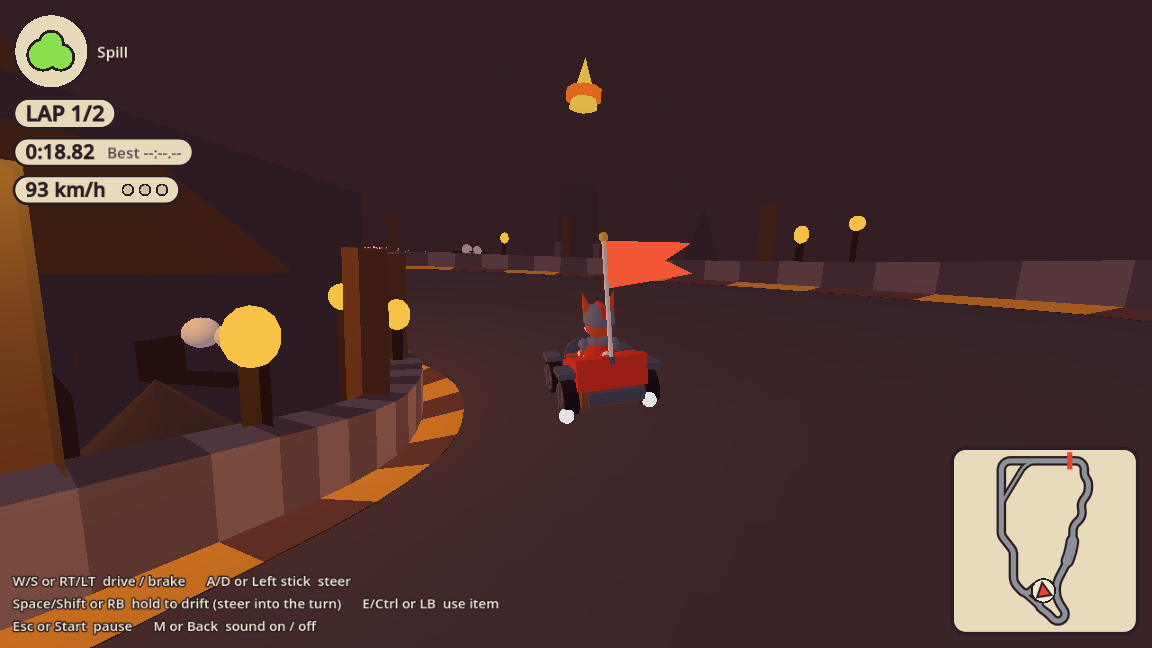 Spill
LAP 1/2
0:18.82 Best --:--.--
93 km/h
W/S or RT/LT drive / brake A/D or Left stick steer
Space/Shift or RB hold to drift (steer into the turn) E/Ctrl or LB use item
Esc or Start pause M or Back sound on / off